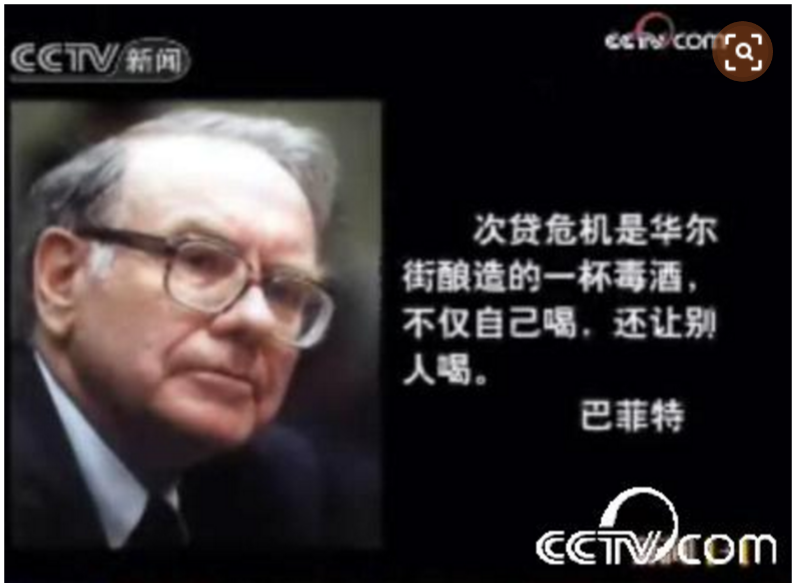 CCTV新闻
cctv.com
次贷危机是华尔
街酿造的一杯毒酒，
不仅自己喝．还让别
人喝。
巴菲特
CCTV.com